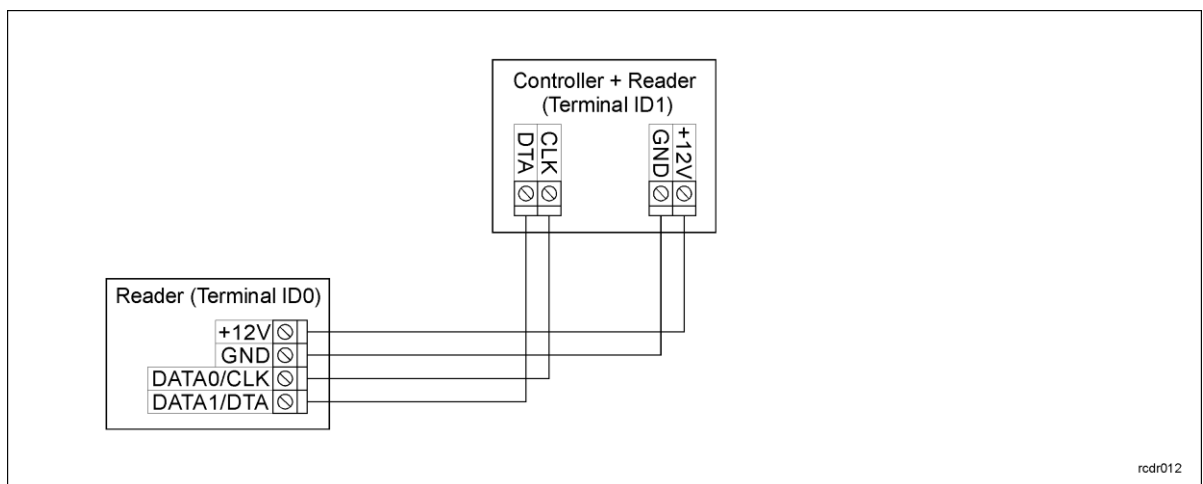 Controller + Reader
(Terminal ID1)
DTA
CLK
GND
+12V
Reader (Terminal ID0)
+12V
GND
DATA0/CLK
DATA1/DTA
rcdr012